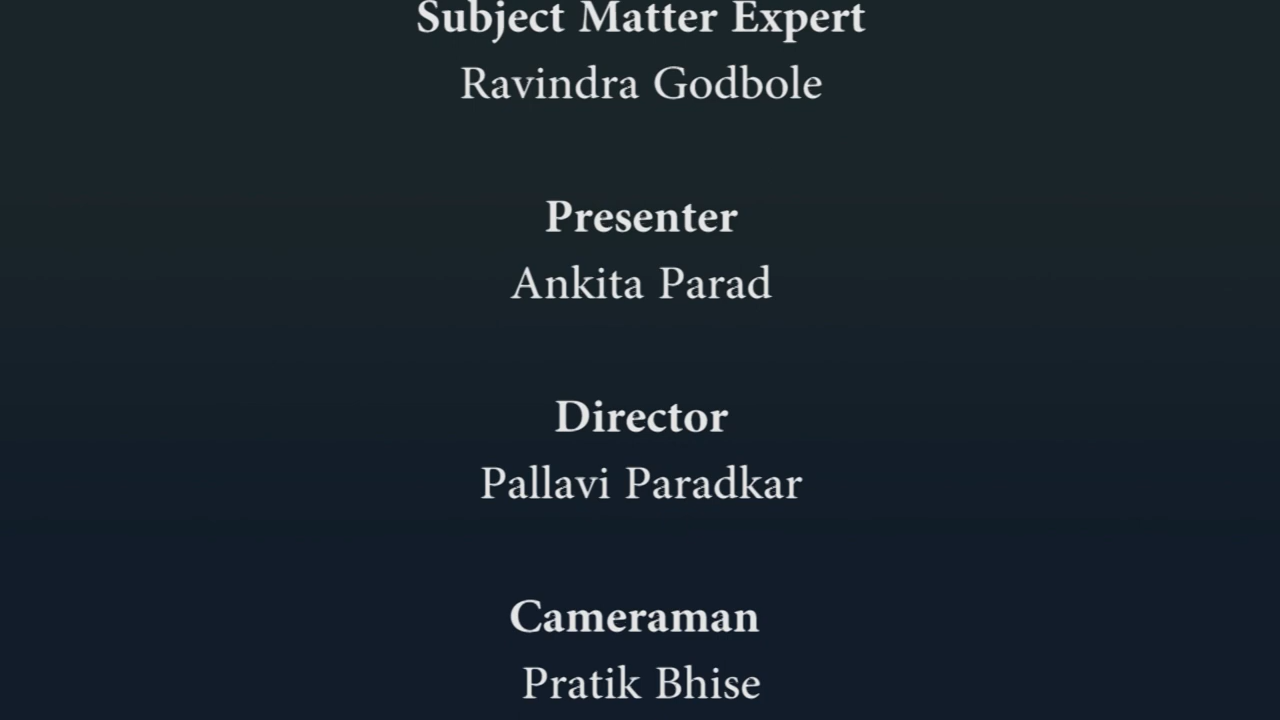 Subject Matter Expert
Ravindra Godbole
Presenter
Ankita Parad
Director
Pallavi Paradkar
Cameraman
Pratik Bhise